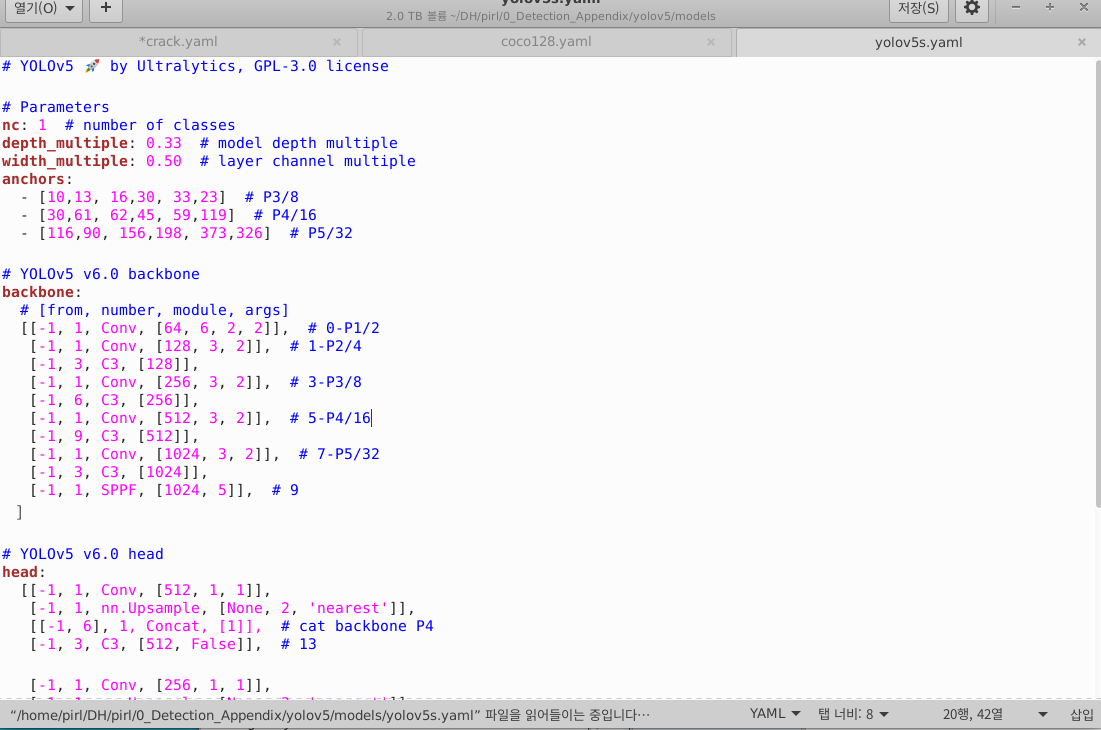 열기(O)
yolov5s.yaml
2.0 TB 볼륨 ~/DH/pirl/0_Detection_Appendix/yolov5/models
저장(S)
*crack.yaml
coco128.yaml
yolov5s.yaml
# YOLOv5 🚀 by Ultralytics, GPL-3.0 license
# Parameters
nc: 1  # number of classes
depth_multiple: 0.33  # model depth multiple
width_multiple: 0.50  # layer channel multiple
anchors:
  - [10,13, 16,30, 33,23]  # P3/8
  - [30,61, 62,45, 59,119]  # P4/16
  - [116,90, 156,198, 373,326]  # P5/32
# YOLOv5 v6.0 backbone
backbone:
  # [from, number, module, args]
  [[-1, 1, Conv, [64, 6, 2, 2]],  # 0-P1/2
   [-1, 1, Conv, [128, 3, 2]],  # 1-P2/4
   [-1, 3, C3, [128]],
   [-1, 1, Conv, [256, 3, 2]],  # 3-P3/8
   [-1, 6, C3, [256]],
   [-1, 1, Conv, [512, 3, 2]],  # 5-P4/16
   [-1, 9, C3, [512]],
   [-1, 1, Conv, [1024, 3, 2]],  # 7-P5/32
   [-1, 3, C3, [1024]],
   [-1, 1, SPPF, [1024, 5]],  # 9
  ]
# YOLOv5 v6.0 head
head:
  [[-1, 1, Conv, [512, 1, 1]],
   [-1, 1, nn.Upsample, [None, 2, 'nearest']],
   [[-1, 6], 1, Concat, [1]],  # cat backbone P4
   [-1, 3, C3, [512, False]],  # 13
   [-1, 1, Conv, [256, 1, 1]],
“/home/pirl/DH/pirl/0_Detection_Appendix/yolov5/models/yolov5s.yaml” 파일을 읽어들이는 중입니다…
YAML
탭 너비: 8
20행, 42열
삽입